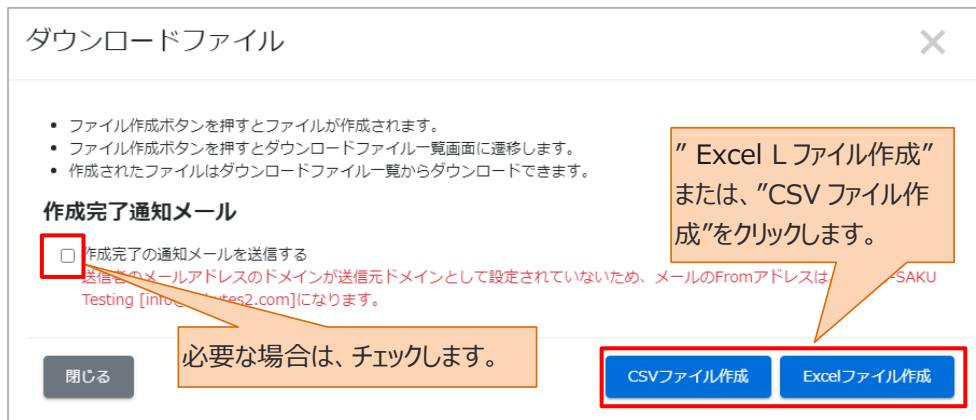 ダウンロードファイル
×
• ファイル作成ボタンを押すとファイルが作成されます。
• ファイル作成ボタンを押すとダウンロードファイル一覧画面に遷移します。
• 作成されたファイルはダウンロードファイル一覧からダウンロードできます。
” Excel L ファイル作成”
または、”CSV ファイル作
成”をクリックします。
作成完了通知メール
作成完了の通知メールを送信する
送信者のメールアドレスのドメインが送信元ドメインとして設定されていないため、メールのFromアドレスは SAKU
Testing になります。
必要な場合は、チェックします。
閉じる
CSVファイル作成
Excelファイル作成